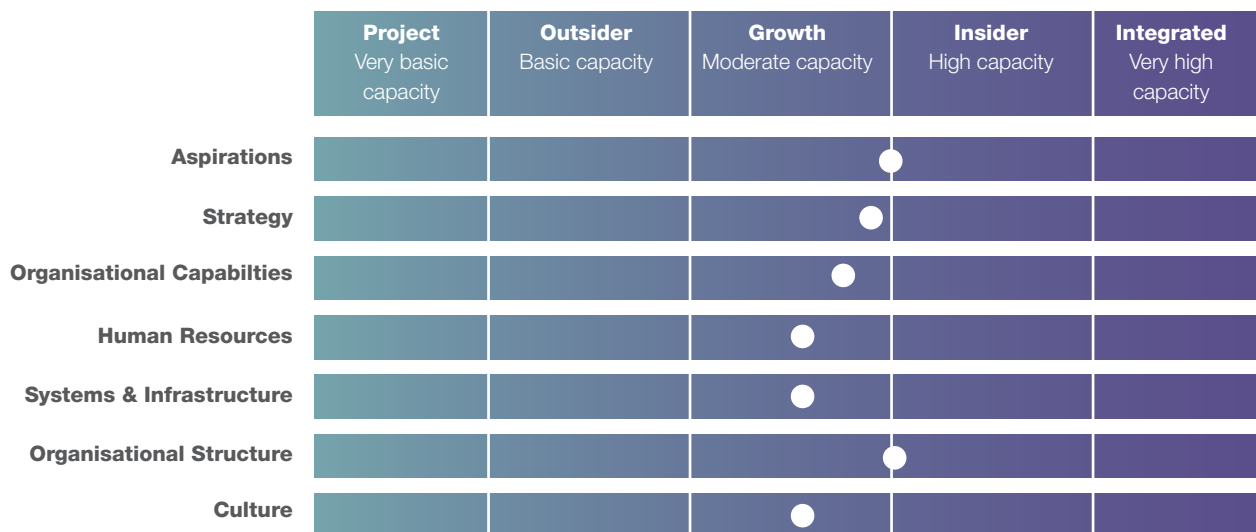 Project
Very basic
capacity
Outsider
Basic capacity
Growth
Moderate capacity
Insider
High capacity
Integrated
Very high
capacity
Aspirations
Strategy
Organisational Capabilties
Human Resources
Systems & Infrastructure
Organisational Structure
Culture